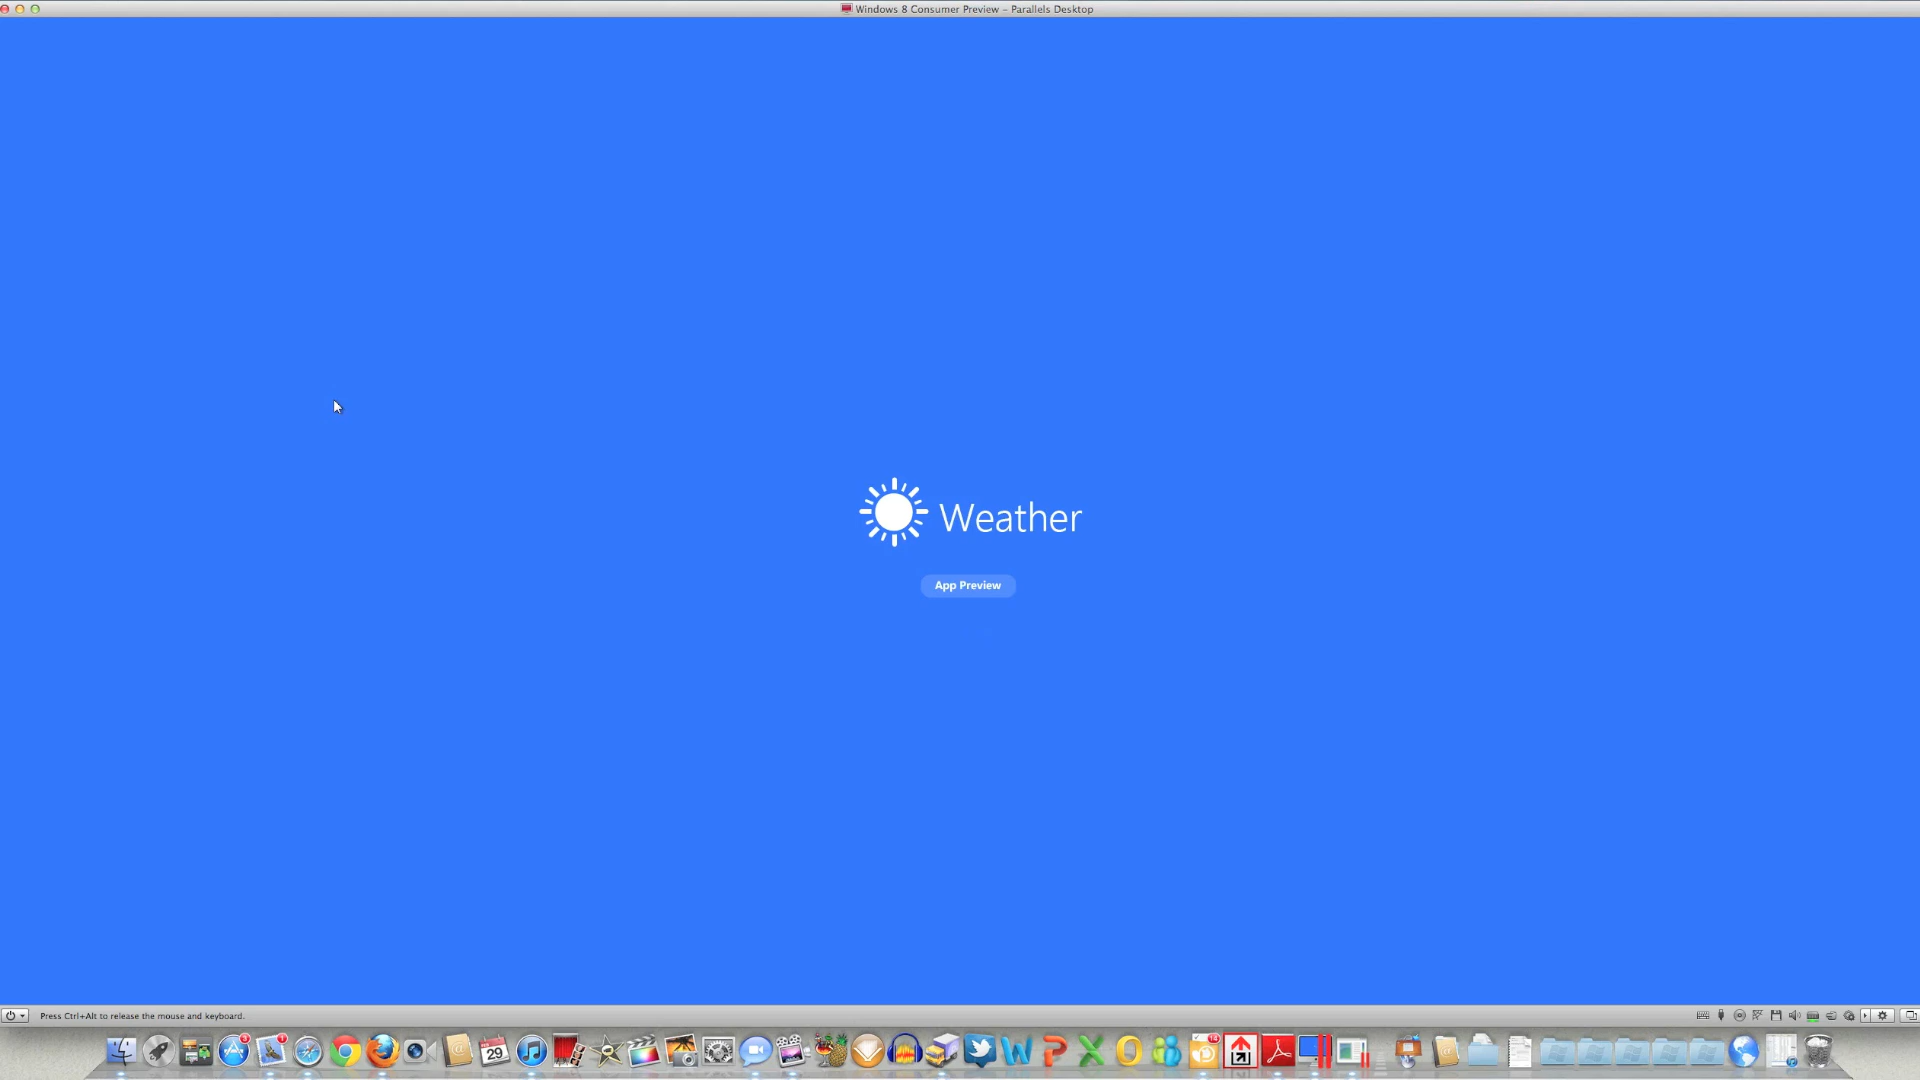 Windows 8 Consumer Preview – Parallels Desktop
Weather
App Preview
Press Ctrl+Alt to release the mouse and keyboard.
29